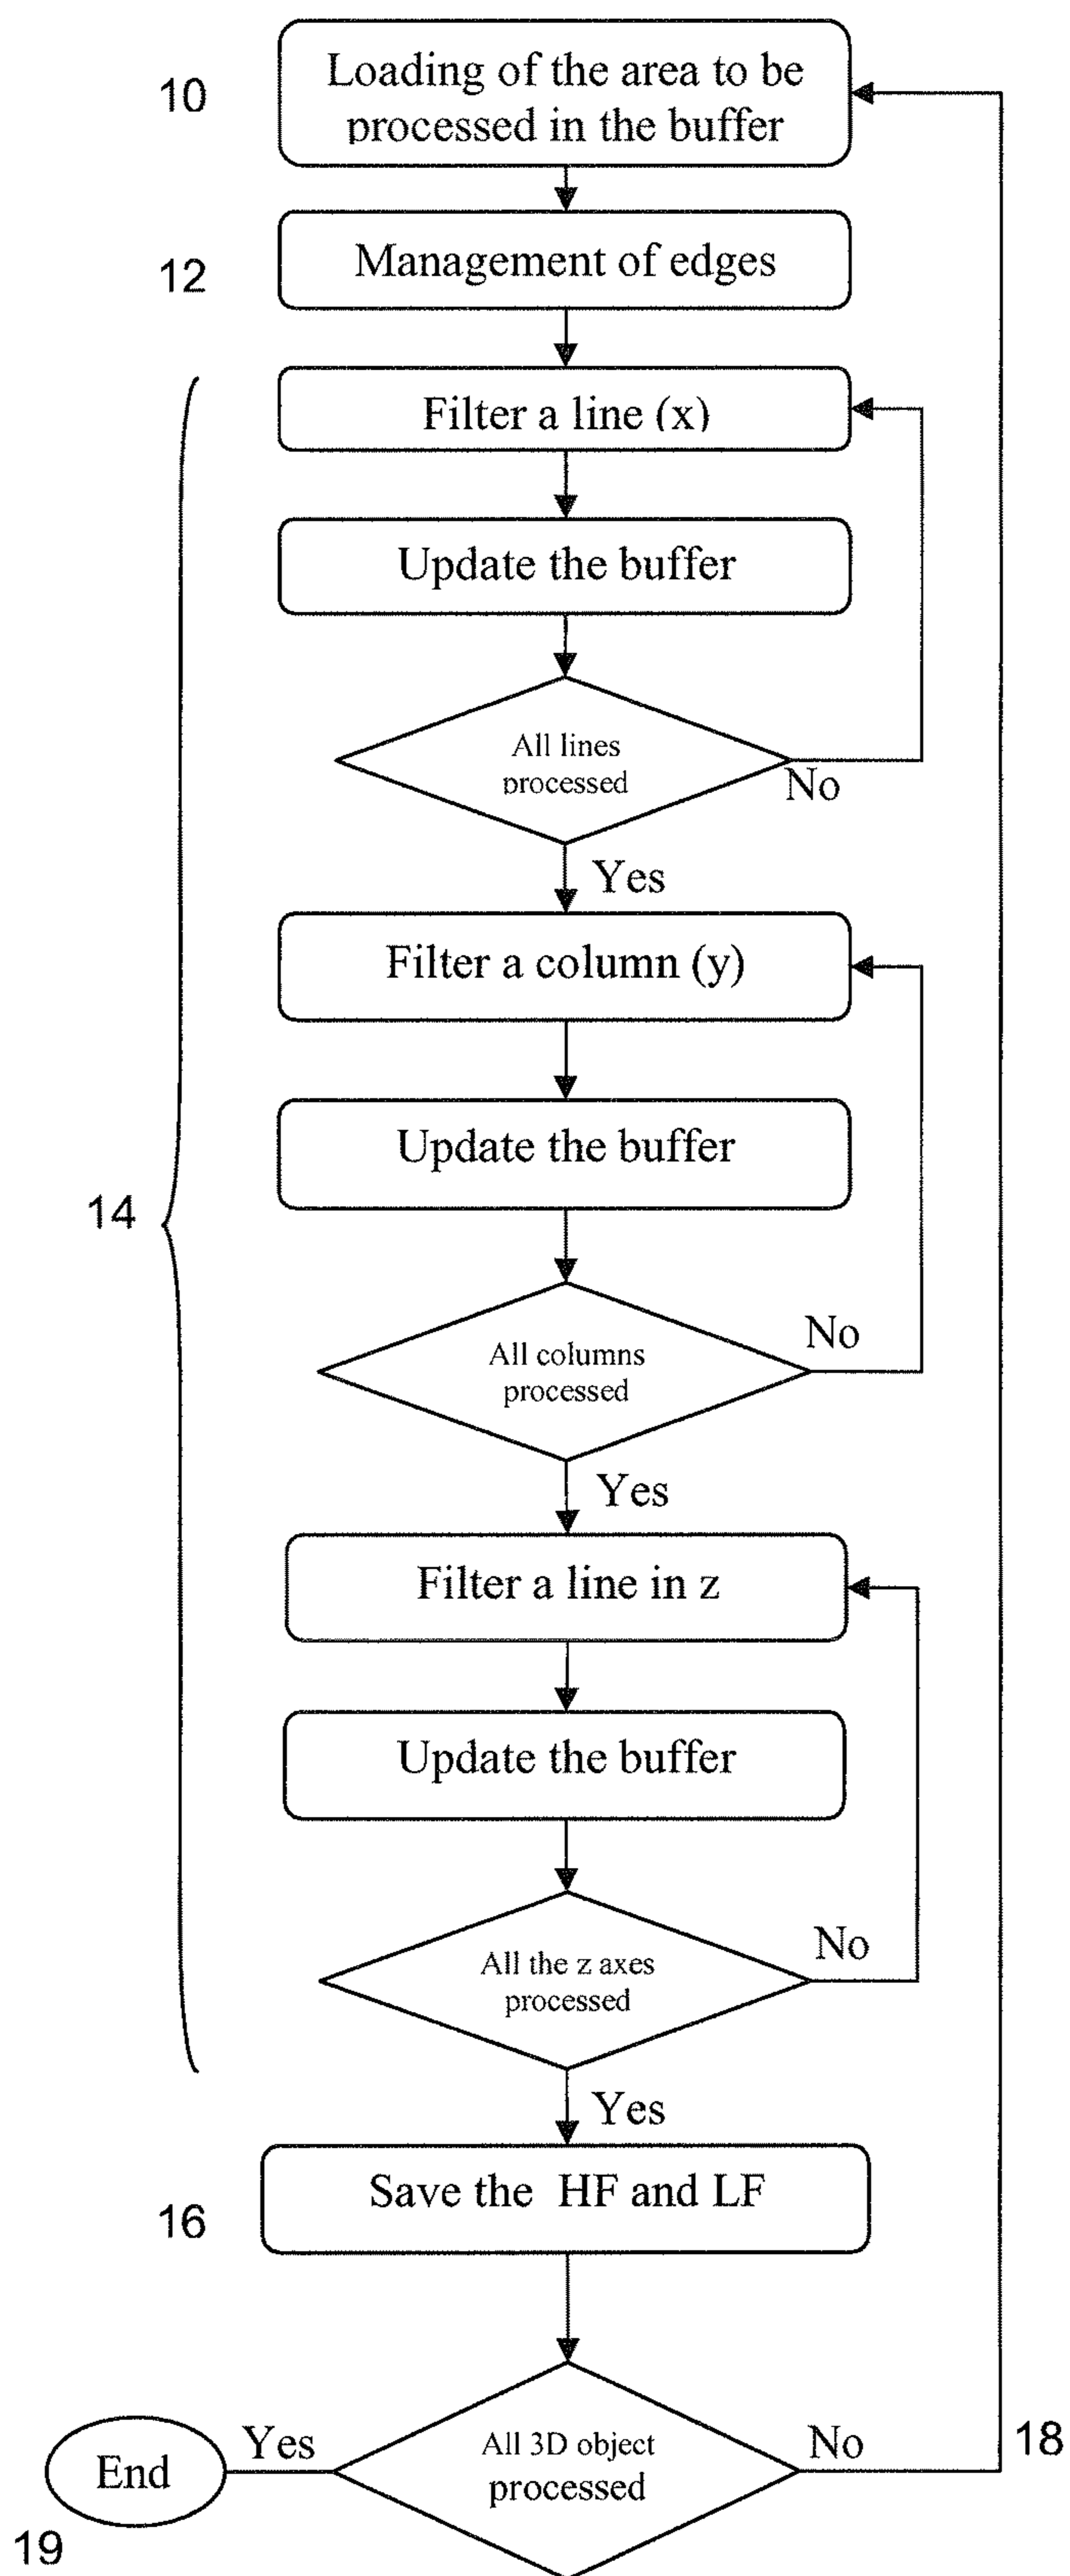 10
Loading of the area to be
processed in the buffer
12
Management of edges
Filter a line (x)
Update the buffer
All lines
processed
No
Yes
Filter a column (y)
Update the buffer
14
All columns
processed
No
Yes
Filter a line in z
Update the buffer
All the z axes
processed
No
Yes
Save the HF and LF
16
All 3D object
processed
Yes
No
18
End
19